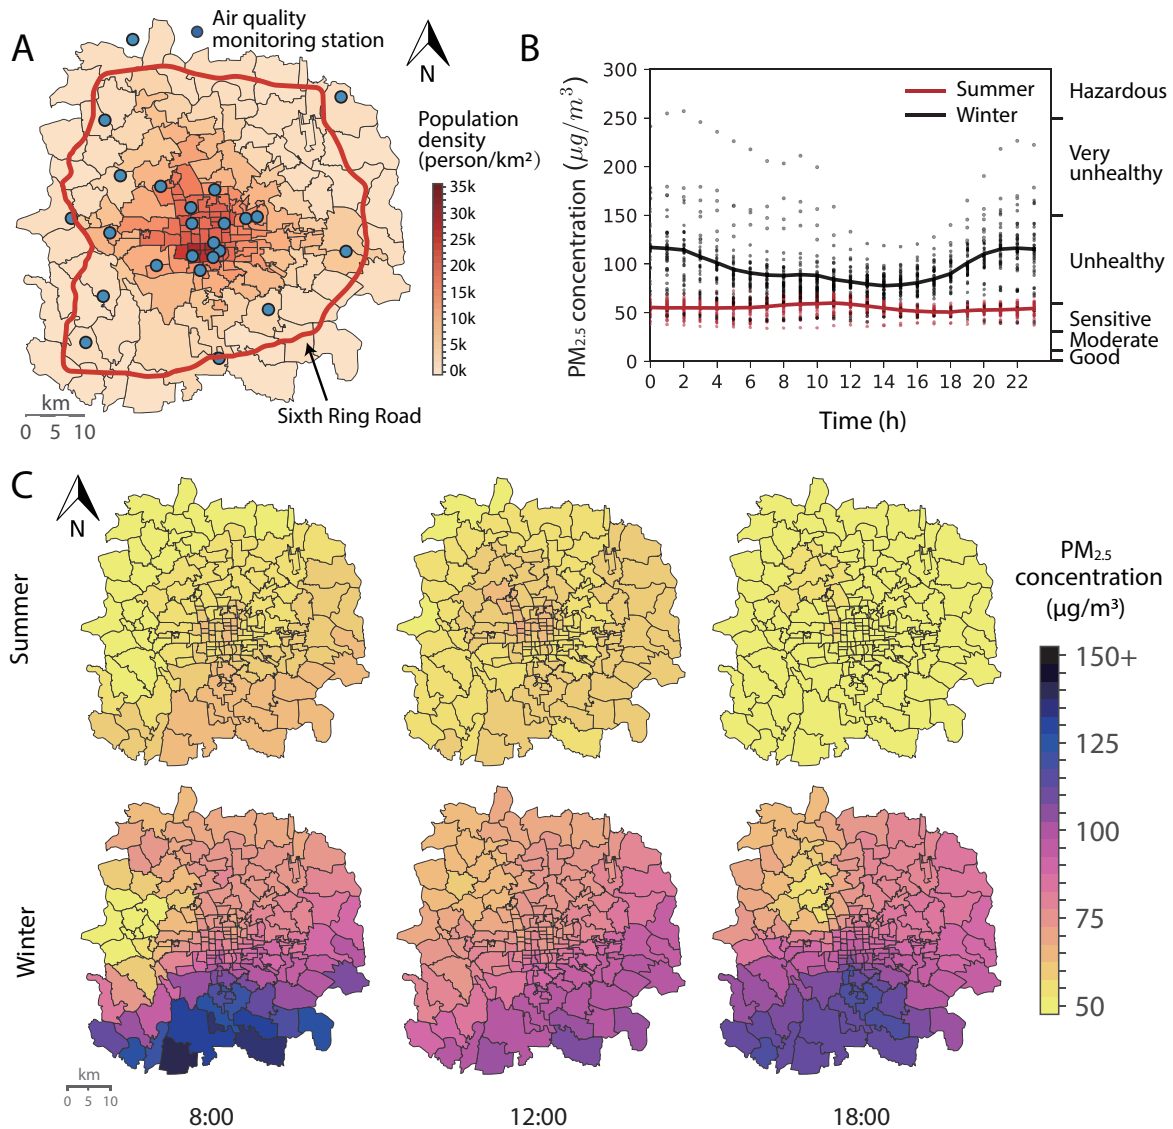 A
Air quality
monitoring station
N
Population
density
(person/km²)
35k
30k
25k
20k
15k
10k
5k
0k
km
0 5 10
Sixth Ring Road
B
PM2.5 concentration (μg/m³)
300
250
200
150
100
50
0
0 2 4 6 8 10 12 14 16 18 20 22
Time (h)
Summer
Winter
Hazardous
Very
unhealthy
Unhealthy
Sensitive
Moderate
Good
C
N
Summer
Winter
PM2.5
concentration
(μg/m³)
150+
125
100
75
50
km
0 5 10
8:00 12:00 18:00